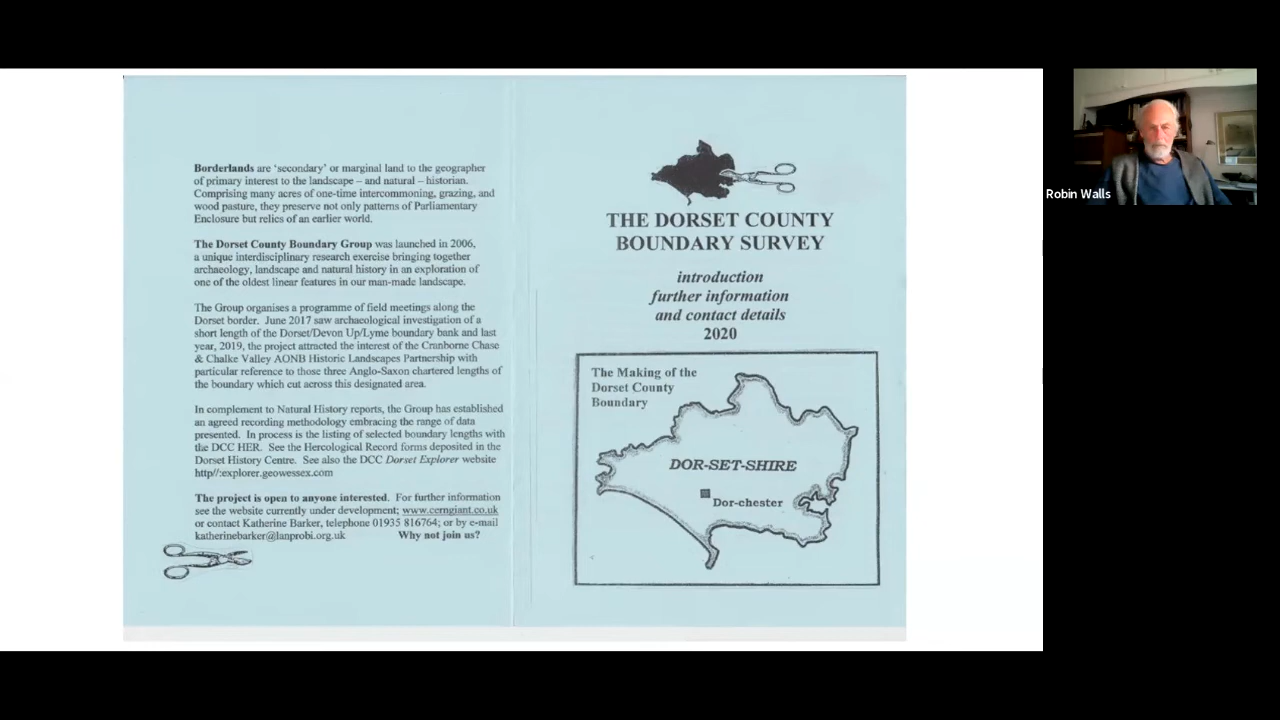 Borderlands are ‘secondary’ or marginal land to the geographer
of primary interest to the landscape – and natural – historian.
Comprising many acres of one-time intercommoning, grazing, and
wood pasture, they preserve not only patterns of Parliamentary
Enclosure but relics of an earlier world.
The Dorset County Boundary Group was launched in 2006,
a unique interdisciplinary research exercise bringing together
archaeology, landscape and natural history in an exploration of
one of the oldest linear features in our man-made landscape.
The Group organises a programme of field meetings along the
Dorset border. June 2017 saw archaeological investigation of a
short length of the Dorset/Devon Up/Lyme boundary bank and last
year, 2019, the project attracted the interest of the Cranborne Chase
& Chalke Valley AONB Historic Landscapes Partnership with
particular reference to those three Anglo-Saxon chartered lengths of
the boundary which cut across this designated area.
In complement to Natural History reports, the Group has established
an agreed recording methodology embracing the range of data
presented. In process is the listing of selected boundary lengths with
the DCC HER. See the Hercological Record forms deposited in the
Dorset History Centre. See also the DCC Dorset Explorer website
http//:explorer.geowessex.com
The project is open to anyone interested. For further information
see the website currently under development; www.cerngiant.co.uk
or contact Katherine Barker, telephone 01935 816764; or by e-mail
katherinebarker@lanprobi.org.uk Why not join us?
THE DORSET COUNTY
BOUNDARY SURVEY
introduction
further information
and contact details
2020
The Making of the
Dorset County
Boundary
DOR-SET-SHIRE
Dor-chester
Robin Walls